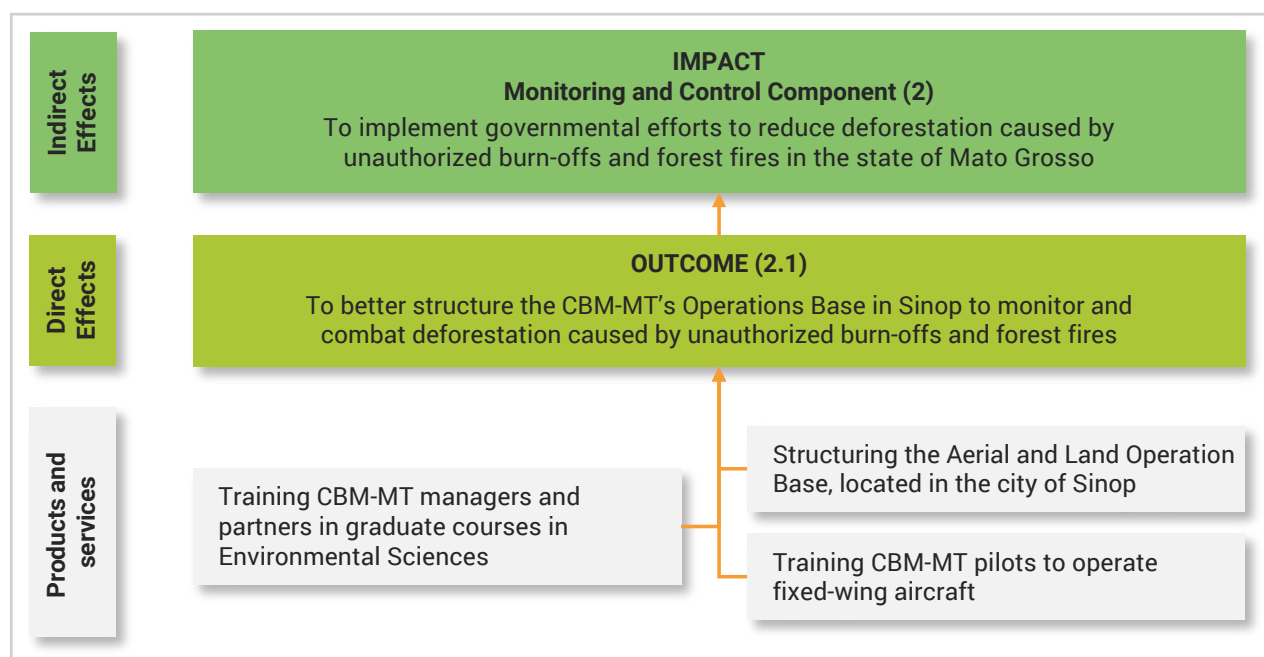 Indirect
Effects
IMPACT
Monitoring and Control Component (2)
To implement governmental efforts to reduce deforestation caused by
unauthorized burn-offs and forest fires in the state of Mato Grosso
Direct
Effects
OUTCOME (2.1)
To better structure the CBM-MT’s Operations Base in Sinop to monitor and
combat deforestation caused by unauthorized burn-offs and forest fires
Products and
services
Training CBM-MT managers and
partners in graduate courses in
Environmental Sciences
Structuring the Aerial and Land Operation
Base, located in the city of Sinop
Training CBM-MT pilots to operate
fixed-wing aircraft